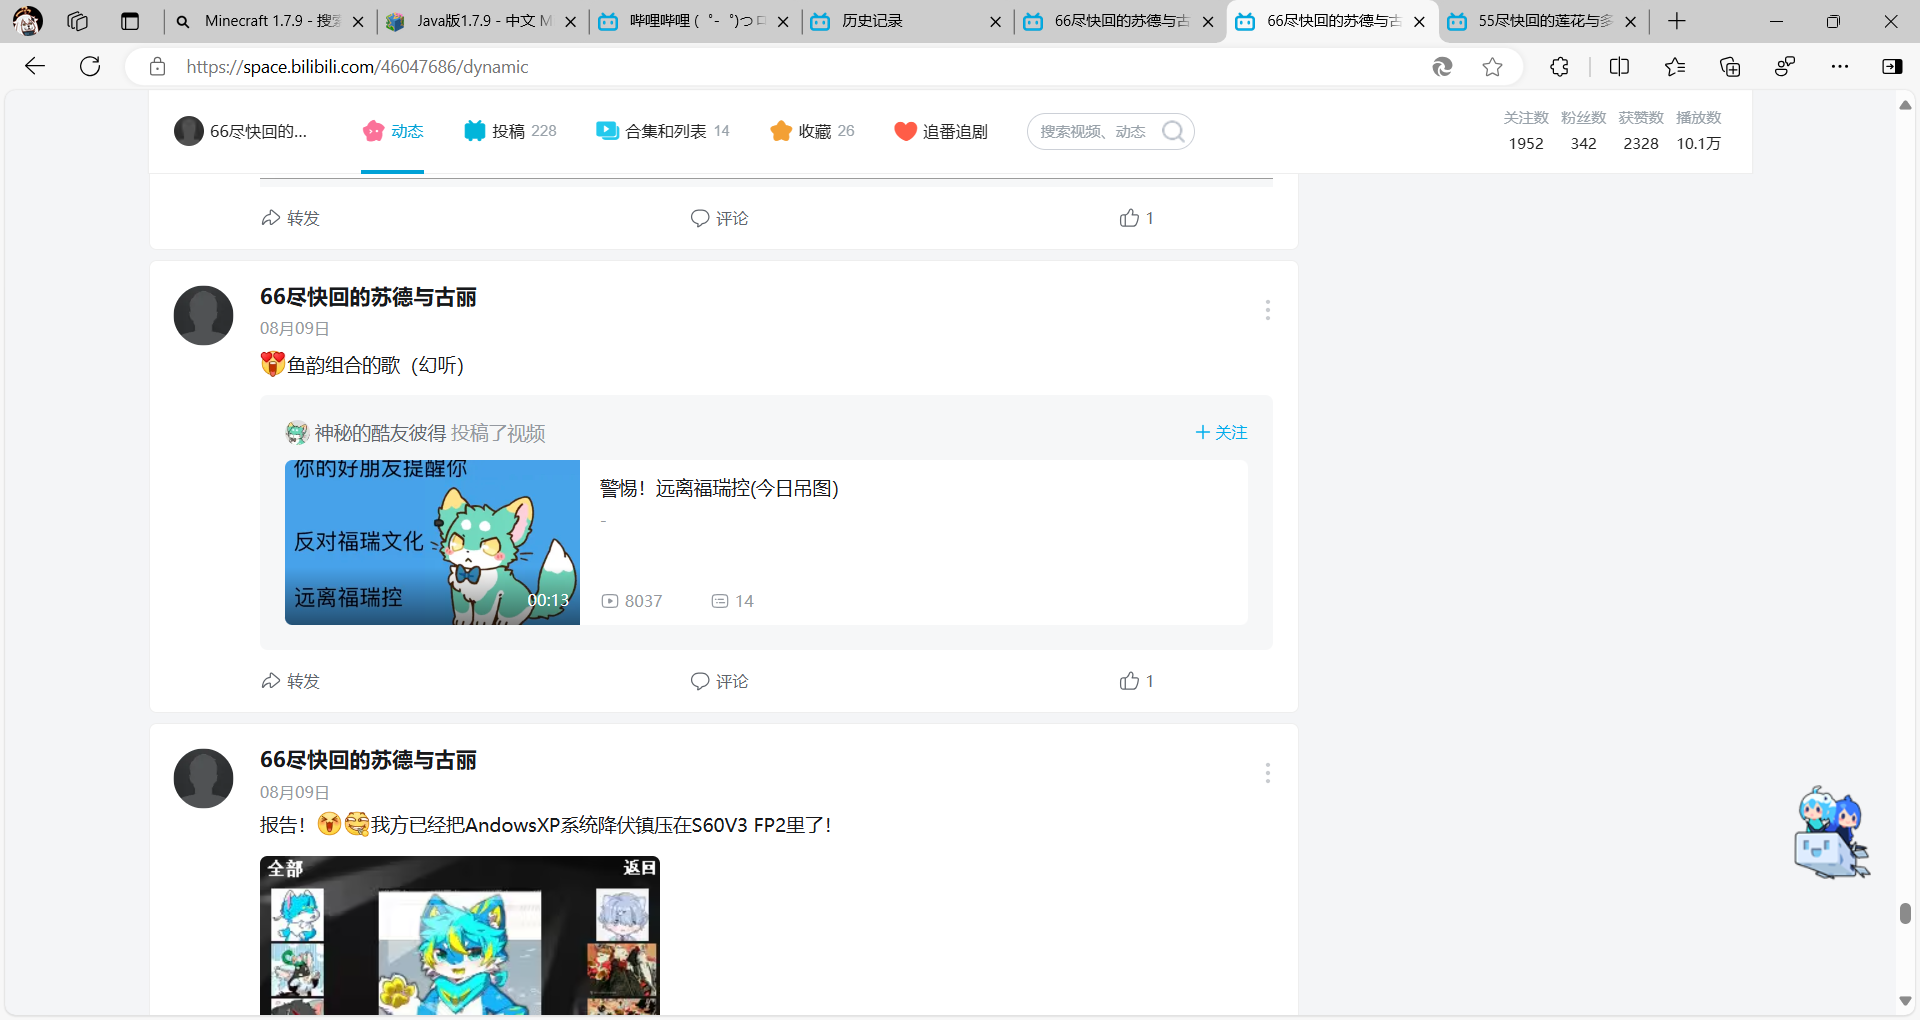 Minecraft 1.7.9 - 搜索
Java版1.7.9 - 中文 M
哔哩哔哩 (゜-゜)つロ
历史记录
66尽快回的苏德与古
66尽快回的苏德与古
55尽快回的莲花与多
https://space.bilibili.com/46047686/dynamic
66尽快回的...
动态
投稿 228
合集和列表 14
收藏 26
追番追剧
搜索视频、动态
关注数 粉丝数 获赞数 播放数
1952 342 2328 10.1万
转发 评论 1
66尽快回的苏德与古丽
08月09日
鱼韵组合的歌（幻听）
神秘的酷友彼得 投稿了视频
+ 关注
你的好朋友提醒你
反对福瑞文化
远离福瑞控
00:13
警惕！远离福瑞控(今日吊图)
-
8037 14
转发 评论 1
66尽快回的苏德与古丽
08月09日
报告！我方已经把AndowsXP系统降伏镇压在S60V3 FP2里了！
全部 返回